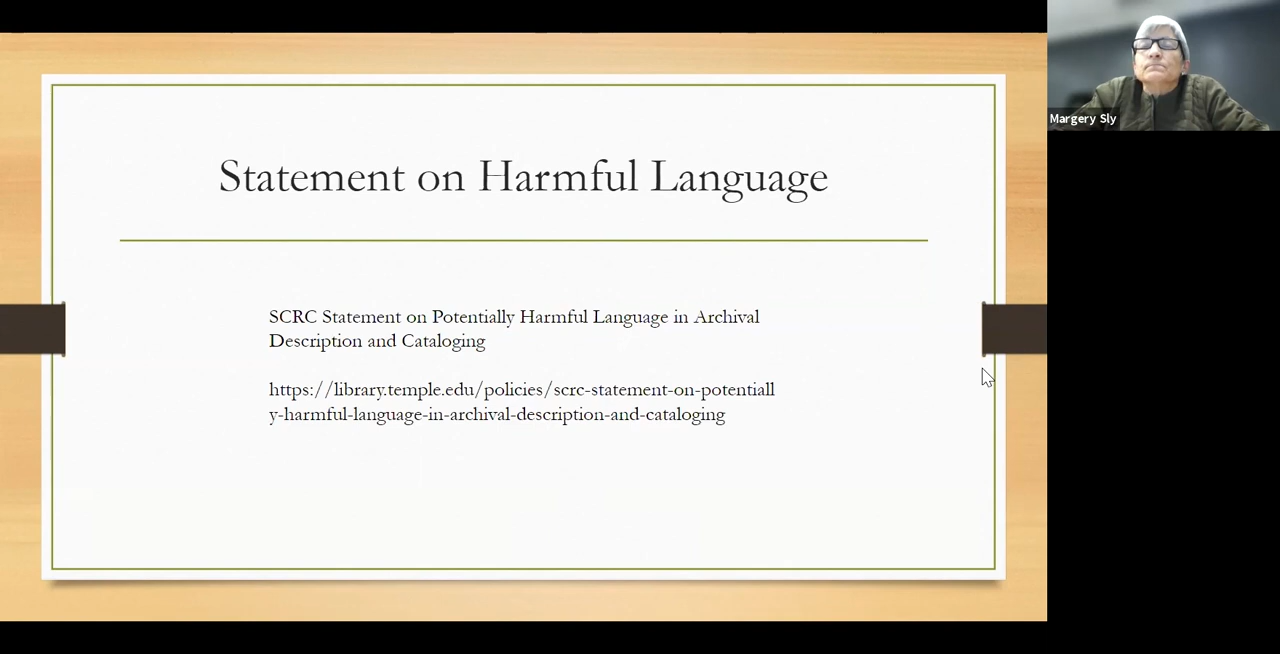 Statement on Harmful Language
SCRC Statement on Potentially Harmful Language in Archival
Description and Cataloging
https://library.temple.edu/policies/scrc-statement-on-potentiall
y-harmful-language-in-archival-description-and-cataloging
Margery Sly